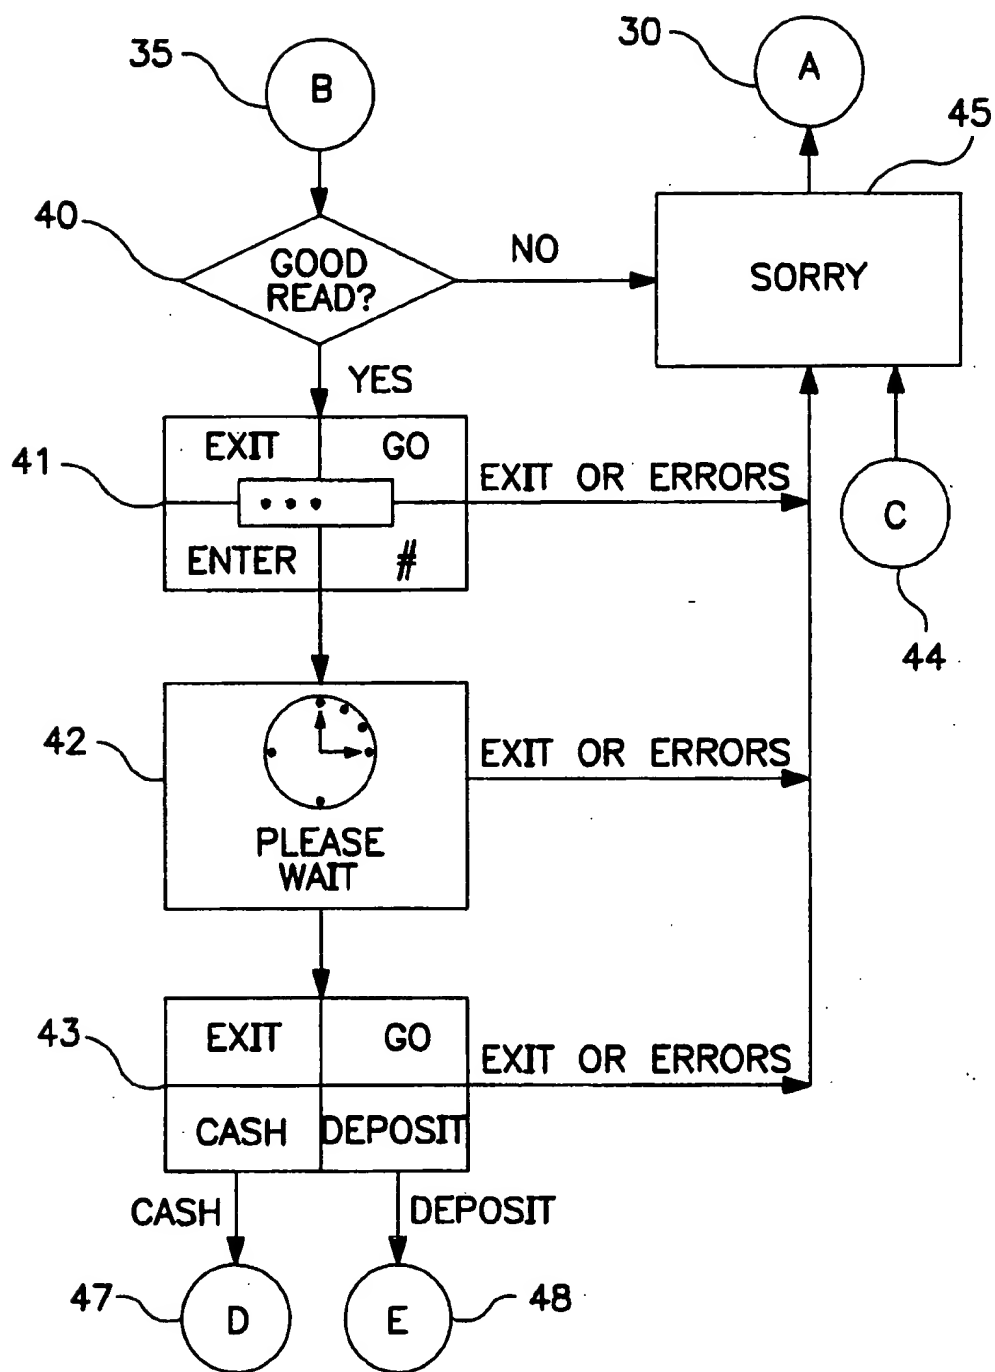 35
B
30
A
45
40
GOOD
READ?
NO
SORRY
YES
41
EXIT
GO
EXIT OR ERRORS
ENTER
#
C
44
42
EXIT OR ERRORS
PLEASE
WAIT
43
EXIT
GO
EXIT OR ERRORS
CASH
DEPOSIT
CASH
DEPOSIT
47
D
E
48